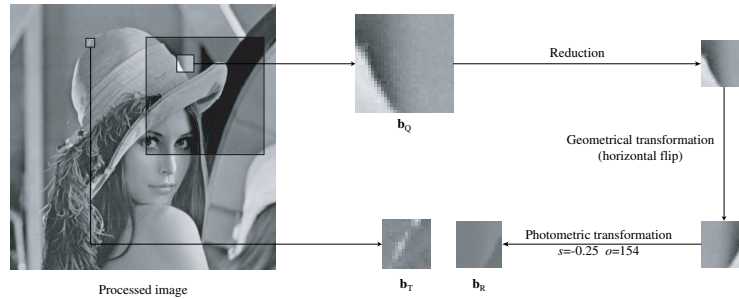 Reduction
b_Q
Geometrical transformation
(horizontal flip)
Photometric transformation
s=-0.25 o=154
b_T
b_R
Processed image